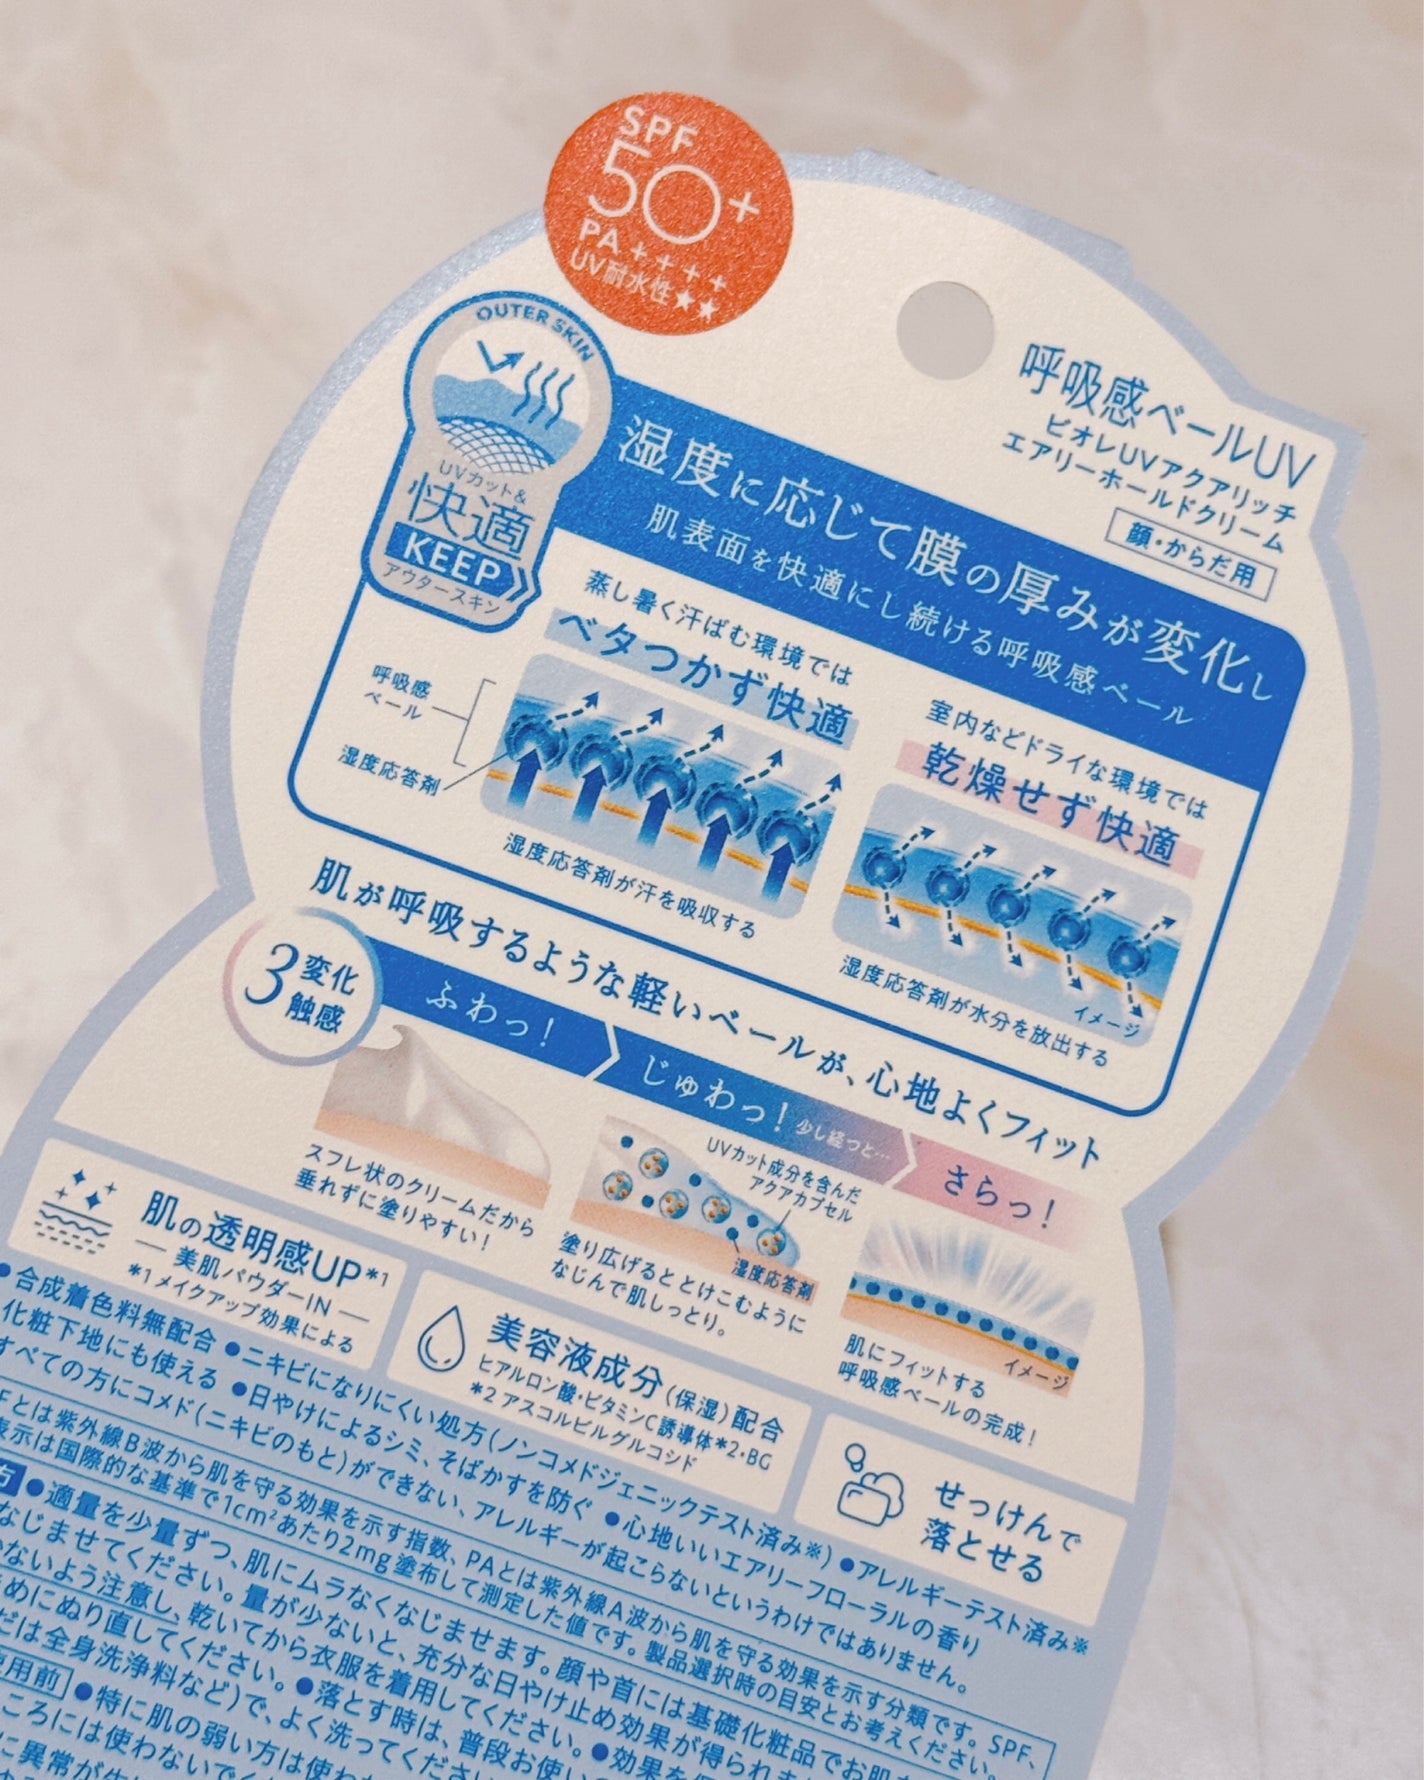 SPF
50+
PA++++
UV耐水性★★
OUTER SKIN
UVカット&
快適
KEEP
アウタースキン
呼吸感ベールUV
ビオレUVアクアリッチ
エアリーホールドクリーム
顔・からだ用
湿度に応じて膜の厚みが変化し
肌表面を快適にし続ける呼吸感ベール
蒸し暑く汗ばむ環境では
ベタつかず快適
呼吸感
ベール
湿度応答剤
湿度応答剤が汗を吸収する
室内などドライな環境では
乾燥せず快適
イメージ
湿度応答剤が水分を放出する
肌が呼吸するような軽いベールが、心地よくフィット
3変化
触感
ふわっ!
じゅわっ! 少し経つと…
さらっ!
スフレ状のクリームだから
垂れずに塗りやすい!
UVカット成分を含んだ
アクアカプセル
湿度応答剤
塗り広げるととけこむように
なじんで肌しっとり。
イメージ
肌にフィットする
呼吸感ベールの完成!
肌の透明感UP*1
― 美肌パウダーIN ―
*1 メイクアップ効果による
美容液成分(保湿)配合
ヒアルロン酸・ビタミンC誘導体*2・BG
*2 アスコルビルグルコシド
せっけんで
落とせる
●合成着色料無配合 ●ニキビになりにくい処方(ノンコメドジェニックテスト済み※) ●アレルギーテスト済み※
化粧下地にも使える ●日やけによるシミ、そばかすを防ぐ ●心地いいエアリーフローラルの香り
すべての方にコメド(ニキビのもと)ができない、アレルギーが起こらないというわけではありません。
Fとは紫外線B波から肌を守る効果を示す指数、PAとは紫外線A波から肌を守る効果を示す分類です。SPF、
表示は国際的な基準で1cm²あたり2mg塗布して測定した値です。製品選択時の目安とお考えください。
方 ●適量を少量ずつ、肌にムラなくなじませます。顔や首には基礎化粧品でお肌
なじませてください。量が少ないと、充分な日やけ止め効果が得られま
ないよう注意し、乾いてから衣服を着用してください。●効果を
めにぬり直してください。●落とす時は、普段お使い
だは全身洗浄料など)で、よく洗ってくださ
使用前 ●特に肌の弱い方は使わ
ころには使わないでく
に異常が生